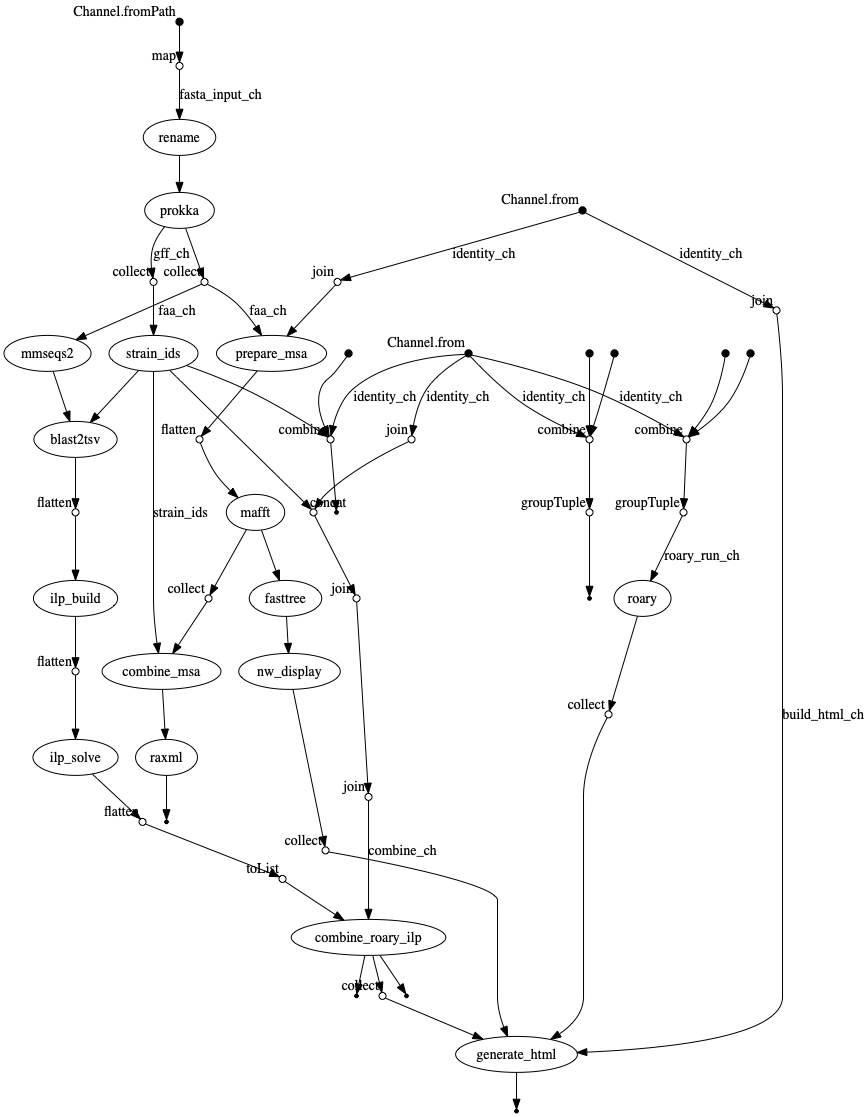 Channel.fromPath
map
fasta_input_ch
rename
prokka
Channel.from
gff_ch
identity_ch
identity_ch
collect
collect
join
join
faa_ch
faa_ch
mmseqs2
strain_ids
prepare_msa
Channel.from
identity_ch
identity_ch
identity_ch
identity_ch
blast2tsv
flatten
combine
join
combine
combine
flatten
strain_ids
mafft
concat
groupTuple
groupTuple
roary_run_ch
ilp_build
collect
fasttree
join
roary
flatten
combine_msa
nw_display
collect
build_html_ch
ilp_solve
raxml
join
flatten
collect
combine_ch
toList
combine_roary_ilp
collect
generate_html